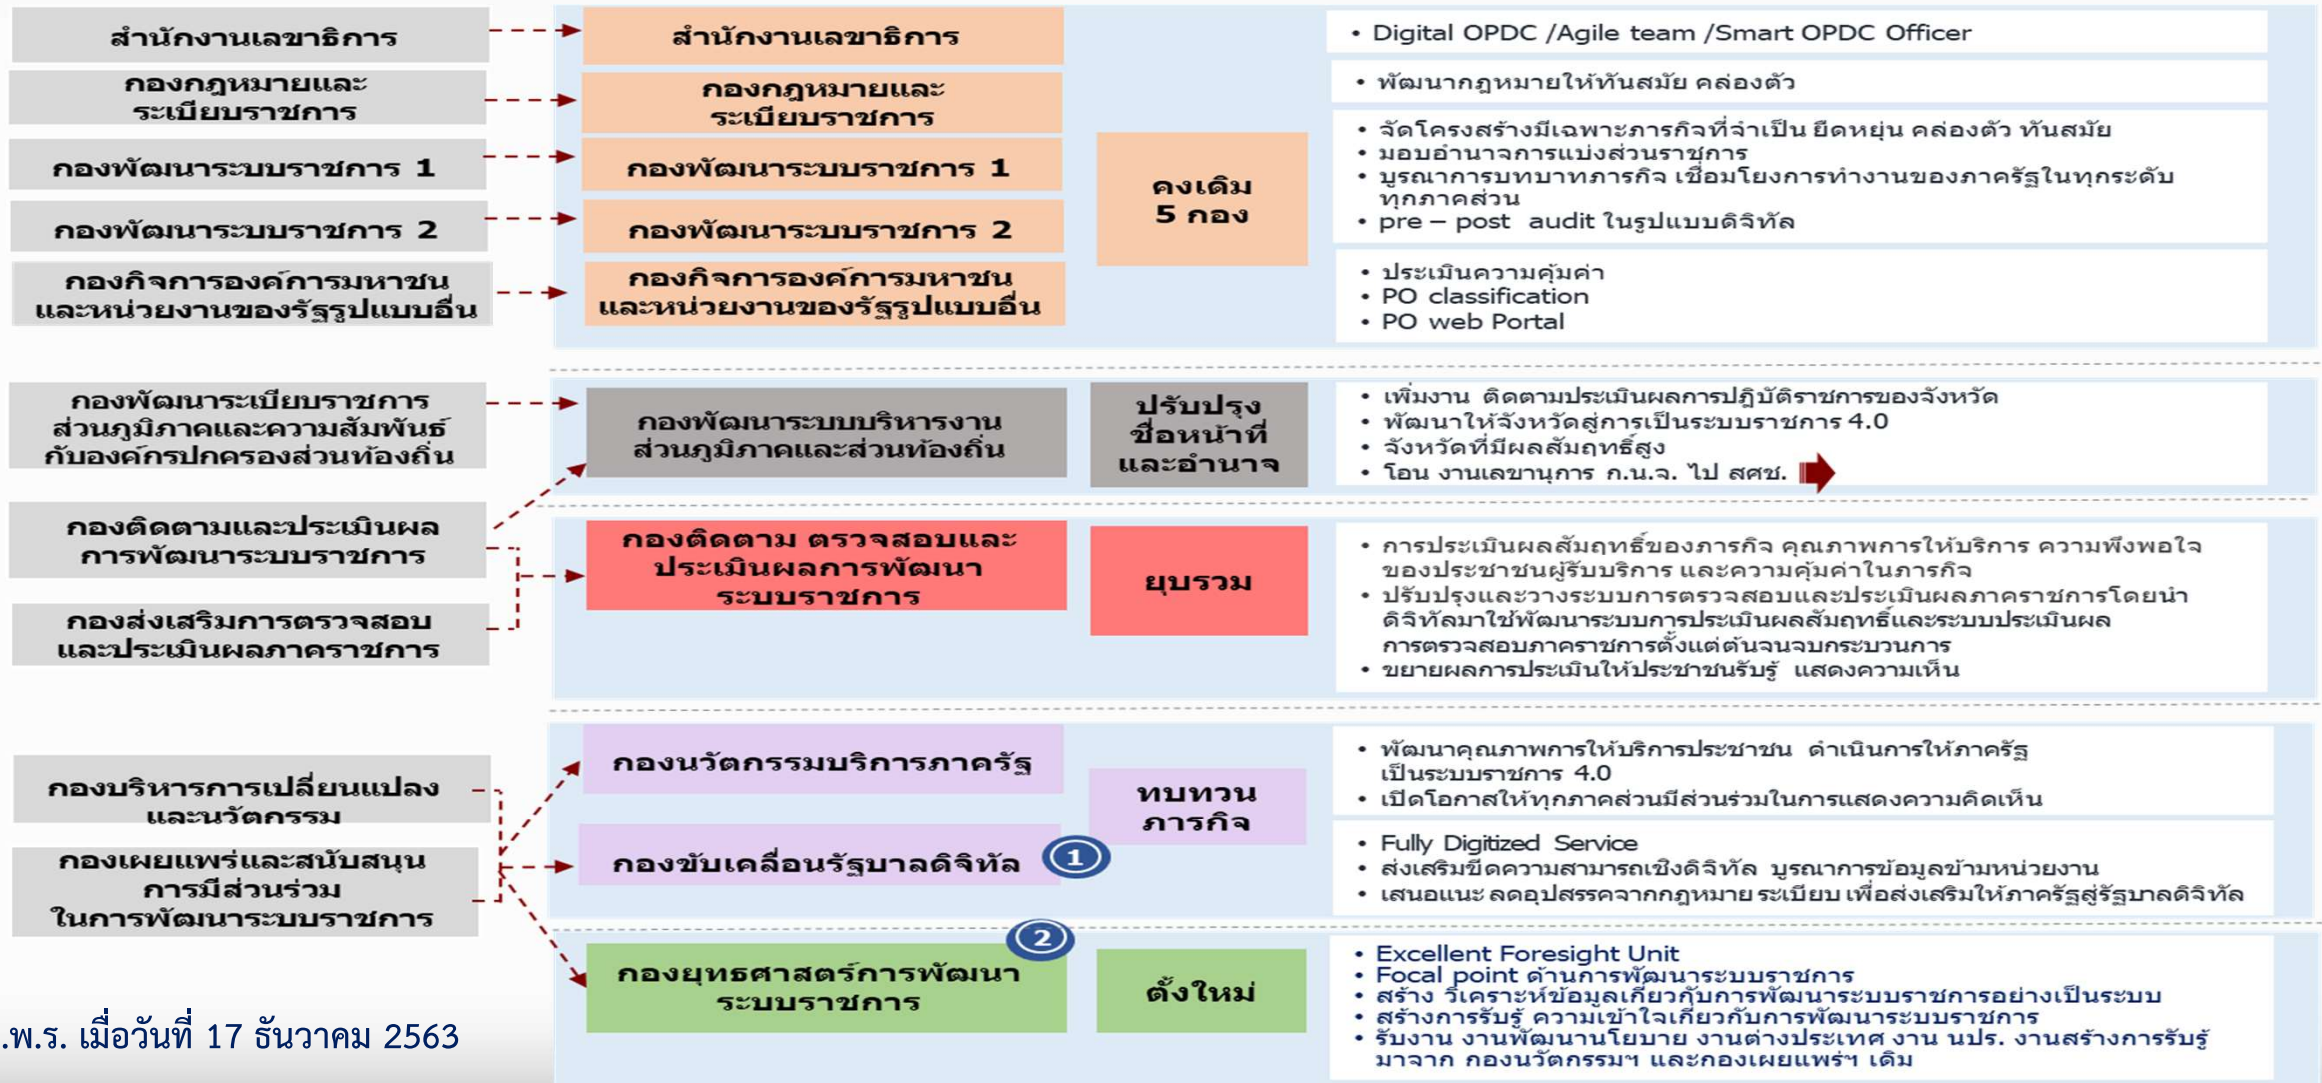 สำนักงานเลขาธิการ
กองกฎหมายและ
ระเบียบราชการ
กองพัฒนาระบบราชการ 1
กองพัฒนาระบบราชการ 2
กองกิจการองค์การมหาชน
และหน่วยงานของรัฐรูปแบบอื่น
สำนักงานเลขาธิการ
กองกฎหมายและ
ระเบียบราชการ
กองพัฒนาระบบราชการ 1
กองพัฒนาระบบราชการ 2
กองกิจการองค์การมหาชน
และหน่วยงานของรัฐรูปแบบอื่น
คงเดิม
5 กอง
• Digital OPDC /Agile team /Smart OPDC Officer
• พัฒนากฎหมายให้ทันสมัย คล่องตัว
• จัดโครงสร้างมีเฉพาะภารกิจที่จำเป็น ยืดหยุ่น คล่องตัว ทันสมัย
• มอบอำนาจการแบ่งส่วนราชการ
• บูรณาการบทบาทภารกิจ เชื่อมโยงการทำงานของภาครัฐในทุกระดับ
ทุกภาคส่วน
• pre – post audit ในรูปแบบดิจิทัล
• ประเมินความคุ้มค่า
• PO classification
• PO web Portal
กองพัฒนาระเบียบราชการ
ส่วนภูมิภาคและความสัมพันธ์
กับองค์กรปกครองส่วนท้องถิ่น
กองพัฒนาระบบบริหารงาน
ส่วนภูมิภาคและส่วนท้องถิ่น
ปรับปรุง
ชื่อหน้าที่
และอำนาจ
• เพิ่มงาน ติดตามประเมินผลการปฏิบัติราชการของจังหวัด
• พัฒนาให้จังหวัดสู่การเป็นระบบราชการ 4.0
• จังหวัดที่มีผลสัมฤทธิ์สูง
• โอน งานเลขานุการ ก.น.จ. ไป สศช.
กองติดตามและประเมินผล
การพัฒนาระบบราชการ
กองส่งเสริมการตรวจสอบ
และประเมินผลภาคราชการ
กองติดตาม ตรวจสอบและ
ประเมินผลการพัฒนา
ระบบราชการ
ยุบรวม
• การประเมินผลสัมฤทธิ์ของภารกิจ คุณภาพการให้บริการ ความพึงพอใจ
ของประชาชนผู้รับบริการ และความคุ้มค่าในภารกิจ
• ปรับปรุงและวางระบบการตรวจสอบและประเมินผลภาคราชการโดยนำ
ดิจิทัลมาใช้พัฒนาระบบการประเมินผลสัมฤทธิ์และระบบประเมินผล
การตรวจสอบภาคราชการตั้งแต่ต้นจนจบกระบวนการ
• ขยายผลการประเมินให้ประชาชนรับรู้ แสดงความเห็น
กองบริหารการเปลี่ยนแปลง
และนวัตกรรม
กองเผยแพร่และสนับสนุน
การมีส่วนร่วม
ในการพัฒนาระบบราชการ
กองนวัตกรรมบริการภาครัฐ
กองขับเคลื่อนรัฐบาลดิจิทัล
1
ทบทวน
ภารกิจ
• พัฒนาคุณภาพการให้บริการประชาชน ดำเนินการให้ภาครัฐ
เป็นระบบราชการ 4.0
• เปิดโอกาสให้ทุกภาคส่วนมีส่วนร่วมในการแสดงความคิดเห็น
• Fully Digitized Service
• ส่งเสริมขีดความสามารถเชิงดิจิทัล บูรณาการข้อมูลข้ามหน่วยงาน
• เสนอแนะ ลดอุปสรรคจากกฎหมาย ระเบียบ เพื่อส่งเสริมให้ภาครัฐสู่รัฐบาลดิจิทัล
2
กองยุทธศาสตร์การพัฒนา
ระบบราชการ
ตั้งใหม่
• Excellent Foresight Unit
• Focal point ด้านการพัฒนาระบบราชการ
• สร้าง วิเคราะห์ข้อมูลเกี่ยวกับการพัฒนาระบบราชการอย่างเป็นระบบ
• สร้างการรับรู้ ความเข้าใจเกี่ยวกับการพัฒนาระบบราชการ
• รับงาน งานพัฒนานโยบาย งานต่างประเทศ งาน นปร. งานสร้างการรับรู้
มาจาก กองนวัตกรรมฯ และกองเผยแพร่ฯ เดิม
.พ.ร. เมื่อวันที่ 17 ธันวาคม 2563